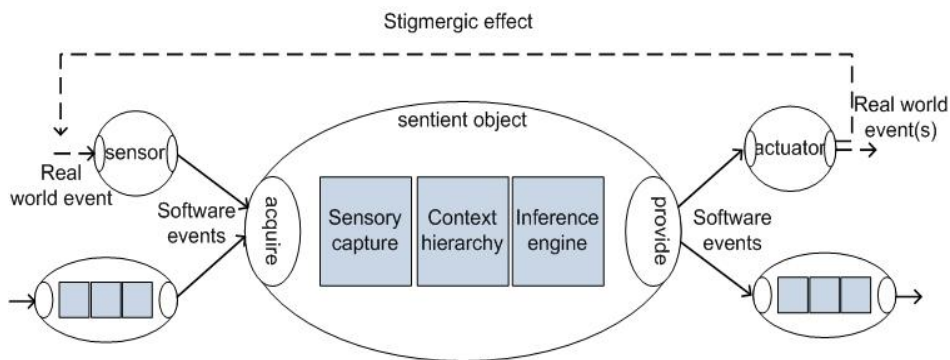 Stigmergic effect
sentient object
Real world
event(s)
sensor
actuator
Real
world event
Software
events
acquire
Sensory
capture
Context
hierarchy
Inference
engine
provide
Software
events